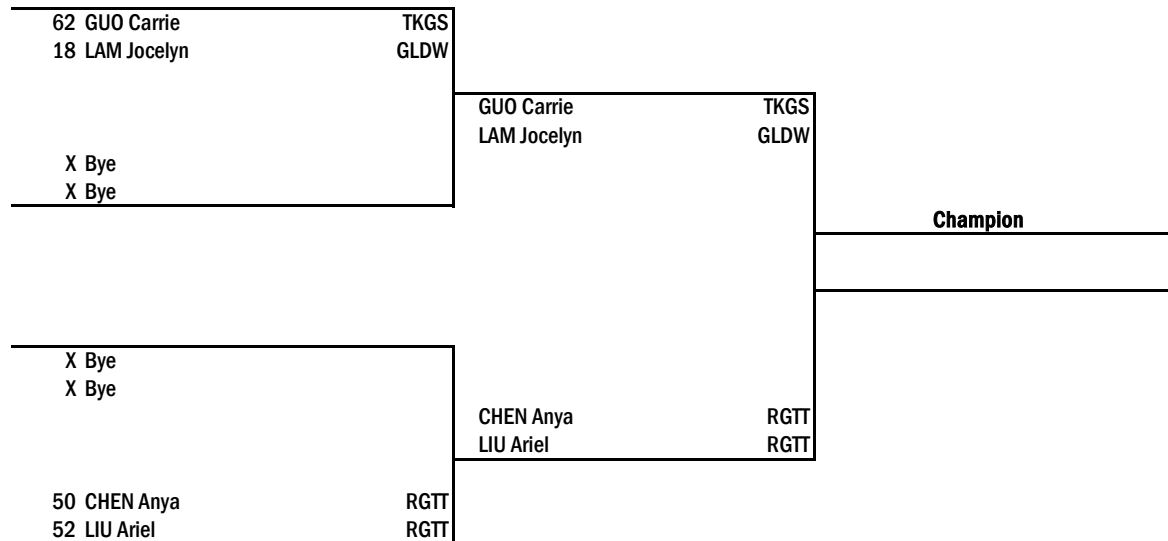 62 GUO Carrie TKGS
18 LAM Jocelyn GLDW
GUO Carrie TKGS
LAM Jocelyn GLDW
X Bye
X Bye
Champion
X Bye
X Bye
CHEN Anya RGTT
LIU Ariel RGTT
50 CHEN Anya RGTT
52 LIU Ariel RGTT